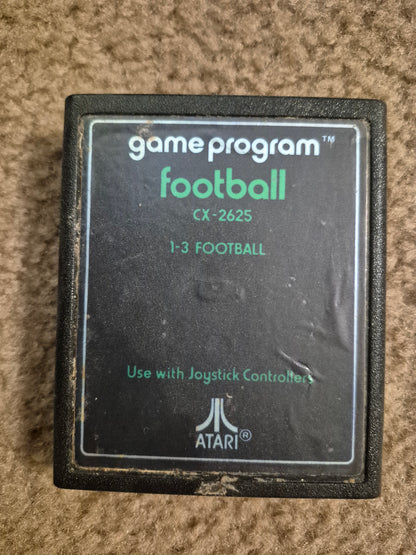 game program™
football
CX-2625
1-3 FOOTBALL
Use with Joystick Controllers
ATARI®